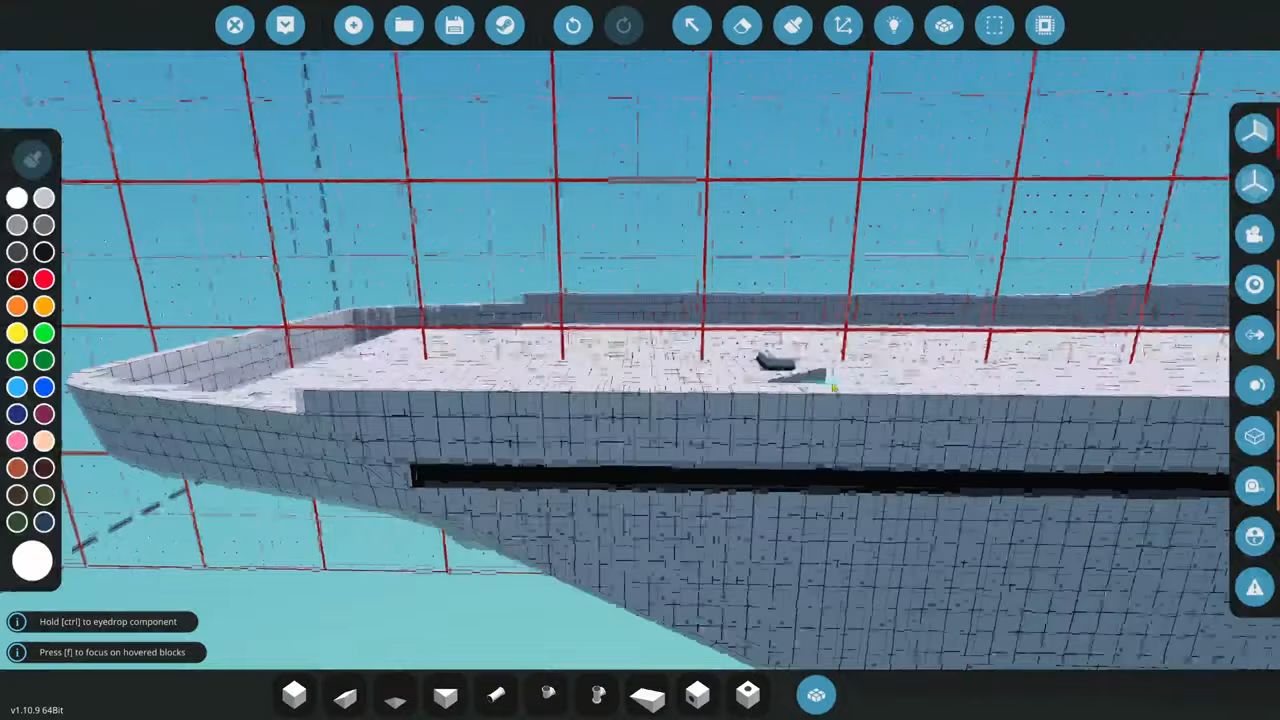 Hold [ctrl] to eyedrop component
Press [f] to focus on hovered blocks
v1.10.9 64Bit